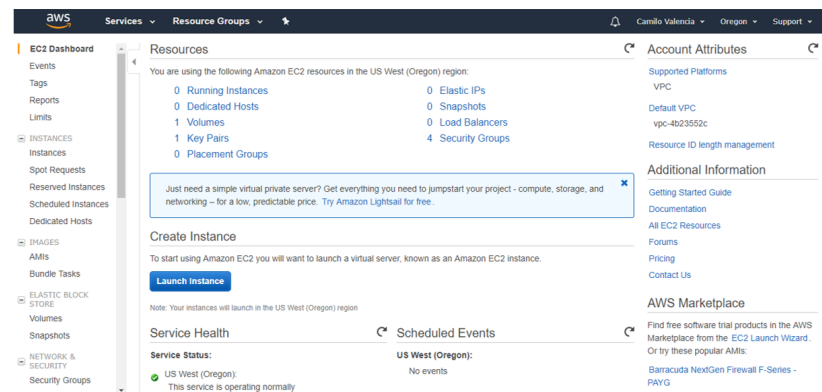 aws
Services
Resource Groups
Camilo Valencia
Oregon
Support
EC2 Dashboard
Events
Tags
Reports
Limits
INSTANCES
Instances
Spot Requests
Reserved Instances
Scheduled Instances
Dedicated Hosts
IMAGES
AMIs
Bundle Tasks
ELASTIC BLOCK
STORE
Volumes
Snapshots
NETWORK &
SECURITY
Security Groups
Resources
You are using the following Amazon EC2 resources in the US West (Oregon) region:
0 Running Instances
0 Dedicated Hosts
1 Volumes
1 Key Pairs
0 Placement Groups
0 Elastic IPs
0 Snapshots
0 Load Balancers
4 Security Groups
Just need a simple virtual private server? Get everything you need to jumpstart your project - compute, storage, and
networking – for a low, predictable price. Try Amazon Lightsail for free.
Create Instance
To start using Amazon EC2 you will want to launch a virtual server, known as an Amazon EC2 instance.
Launch Instance
Note: Your instances will launch in the US West (Oregon) region
Service Health
Service Status:
US West (Oregon):
This service is operating normally
Scheduled Events
US West (Oregon):
No events
Account Attributes
Supported Platforms
VPC
Default VPC
vpc-4b23552c
Resource ID length management
Additional Information
Getting Started Guide
Documentation
All EC2 Resources
Forums
Pricing
Contact Us
AWS Marketplace
Find free software trial products in the AWS
Marketplace from the EC2 Launch Wizard.
Or try these popular AMIs:
Barracuda NextGen Firewall F-Series -
PAYG